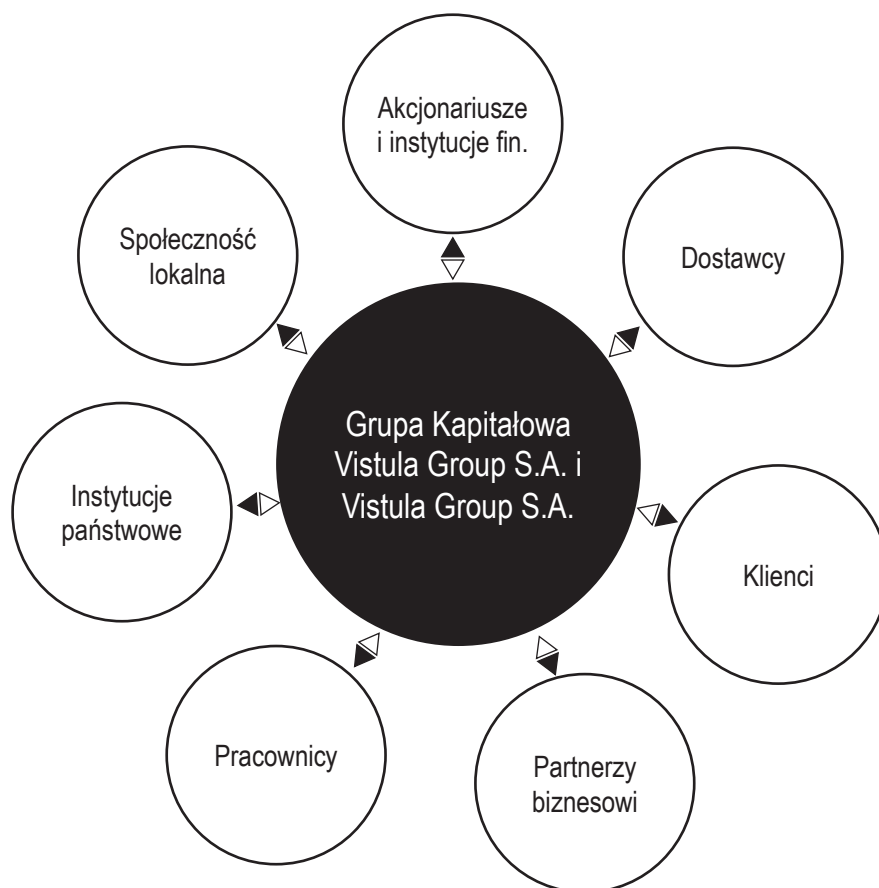 Akcjonariusze
i instytucje fin.
Społeczność
lokalna
Dostawcy
Grupa Kapitałowa
Vistula Group S.A. i
Vistula Group S.A.
Instytucje
państwowe
Klienci
Pracownicy
Partnerzy
biznesowi